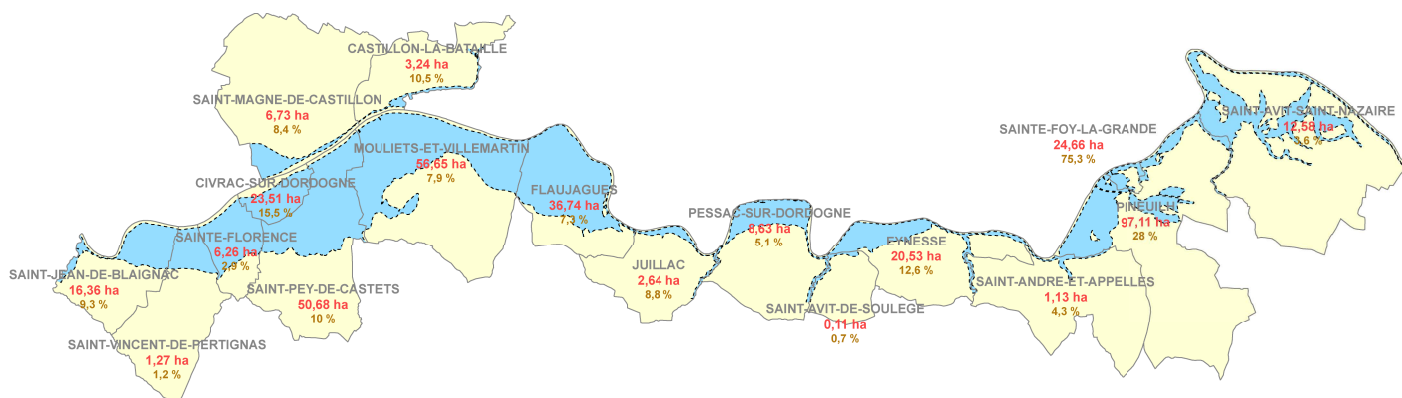 CASTILLON-LA-BATAILLE
3,24 ha
10,5 %
SAINT-MAGNE-DE-CASTILLON
6,73 ha
8,4 %
MOULIETS-ET-VILLEMARTIN
56,65 ha
7,9 %
CIVRAC-SUR-DORDOGNE
23,51 ha
15,5 %
FLAUJAGUES
36,74 ha
7,3 %
SAINTE-FLORENCE
6,26 ha
2,9 %
SAINT-JEAN-DE-BLAIGNAC
16,36 ha
9,3 %
SAINT-PEY-DE-CASTETS
50,68 ha
10 %
SAINT-VINCENT-DE-PERTIGNAS
1,27 ha
1,2 %
PESSAC-SUR-DORDOGNE
8,63 ha
5,1 %
JUILLAC
2,64 ha
8,8 %
EYNESSE
20,53 ha
12,6 %
SAINT-AVIT-DE-SOULEGE
0,11 ha
0,7 %
SAINT-AVIT-SAINT-NAZAIRE
12,58 ha
3,6 %
SAINTE-FOY-LA-GRANDE
24,66 ha
75,3 %
PINEUILH
97,11 ha
28 %
SAINT-ANDRE-ET-APPELLES
1,13 ha
4,3 %